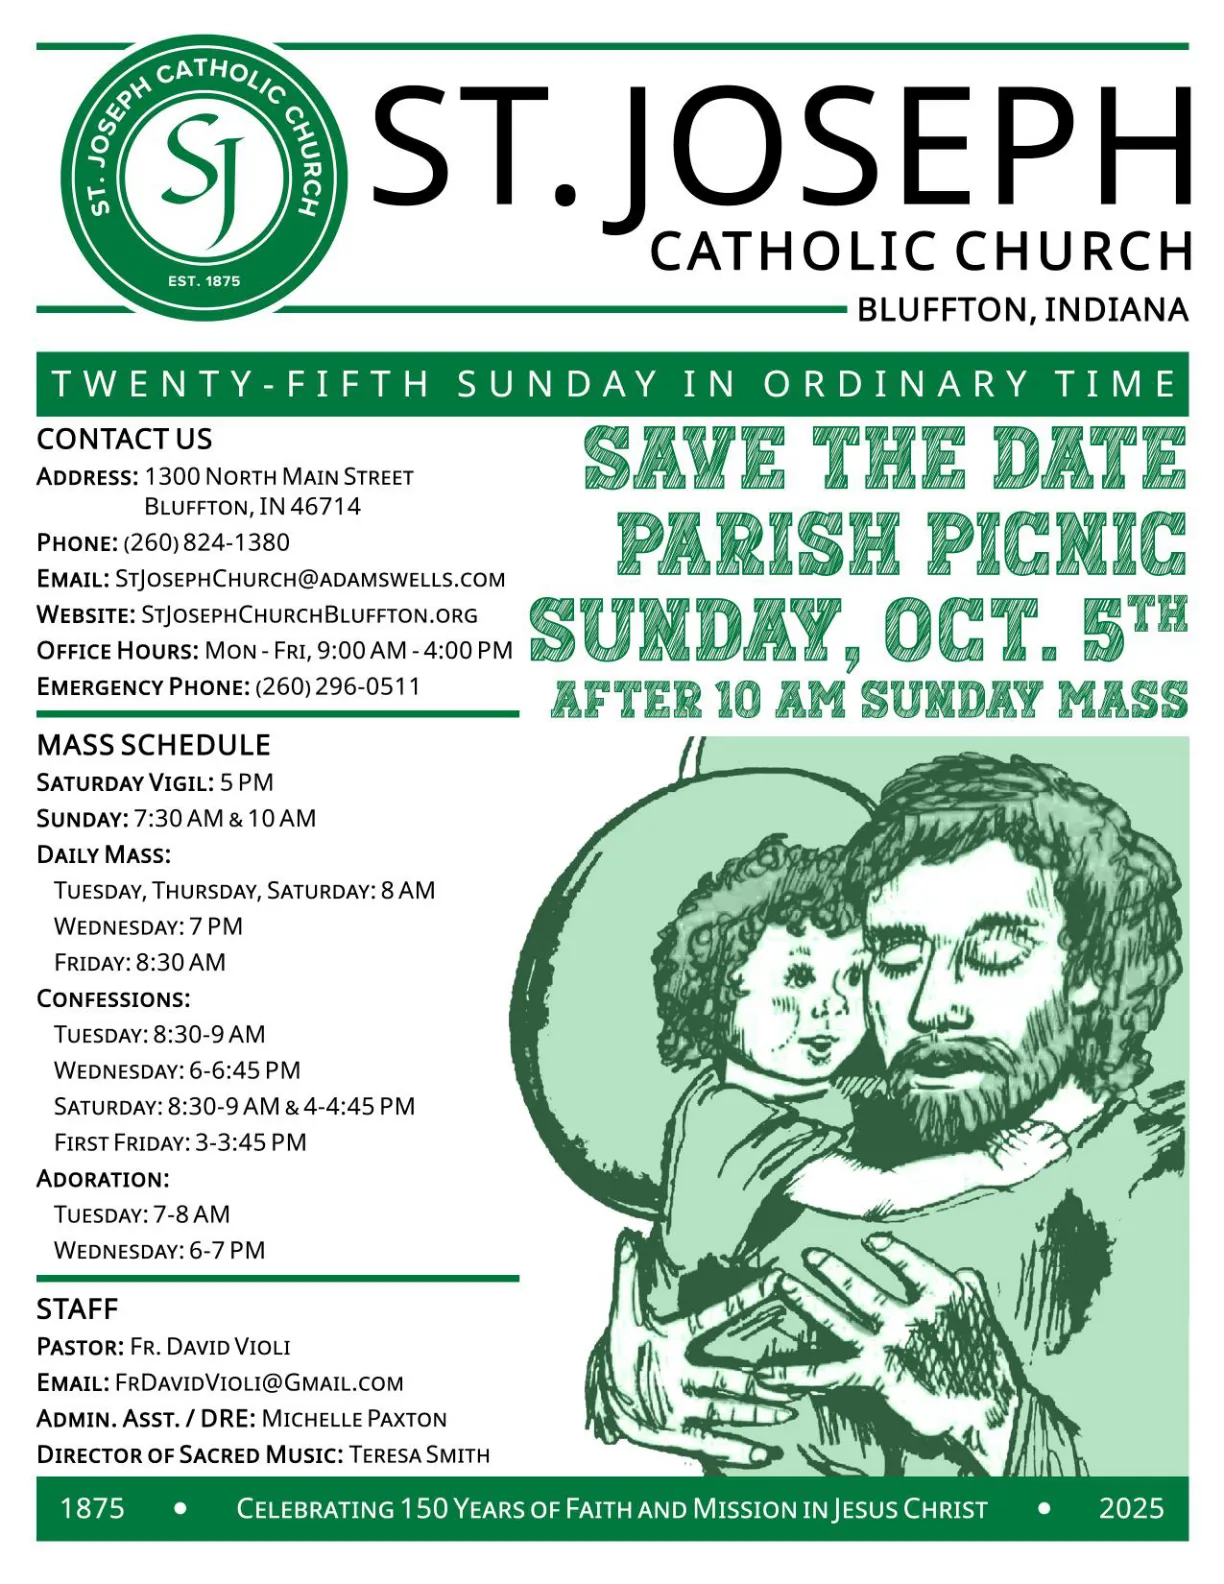 ST. JOSEPH CATHOLIC CHURCH
SJ
EST. 1875
ST. JOSEPH
CATHOLIC CHURCH
BLUFFTON, INDIANA
TWENTY-FIFTH SUNDAY IN ORDINARY TIME
CONTACT US
ADDRESS: 1300 NORTH MAIN STREET
BLUFFTON, IN 46714
PHONE: (260) 824-1380
EMAIL: STJOSEPHCHURCH@ADAMSWELLS.COM
WEBSITE: STJOSEPHCHURCHBLUFFTON.ORG
OFFICE HOURS: MON - FRI, 9:00 AM - 4:00 PM
EMERGENCY PHONE: (260) 296-0511
SAVE THE DATE
PARISH PICNIC
SUNDAY, OCT. 5TH
AFTER 10 AM SUNDAY MASS
MASS SCHEDULE
SATURDAY VIGIL: 5 PM
SUNDAY: 7:30 AM & 10 AM
DAILY MASS:
TUESDAY, THURSDAY, SATURDAY: 8 AM
WEDNESDAY: 7 PM
FRIDAY: 8:30 AM
CONFESSIONS:
TUESDAY: 8:30-9 AM
WEDNESDAY: 6-6:45 PM
SATURDAY: 8:30-9 AM & 4-4:45 PM
FIRST FRIDAY: 3-3:45 PM
ADORATION:
TUESDAY: 7-8 AM
WEDNESDAY: 6-7 PM
STAFF
PASTOR: FR. DAVID VIOLI
EMAIL: FRDAVIDVIOLI@GMAIL.COM
ADMIN. ASST. / DRE: MICHELLE PAXTON
DIRECTOR OF SACRED MUSIC: TERESA SMITH
1875 • CELEBRATING 150 YEARS OF FAITH AND MISSION IN JESUS CHRIST • 2025